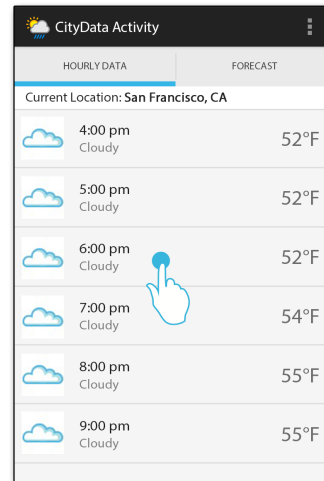 CityData Activity
HOURLY DATA
FORECAST
Current Location: San Francisco, CA
4:00 pm
Cloudy
52°F
5:00 pm
Cloudy
52°F
6:00 pm
Cloudy
52°F
7:00 pm
Cloudy
54°F
8:00 pm
Cloudy
55°F
9:00 pm
Cloudy
55°F